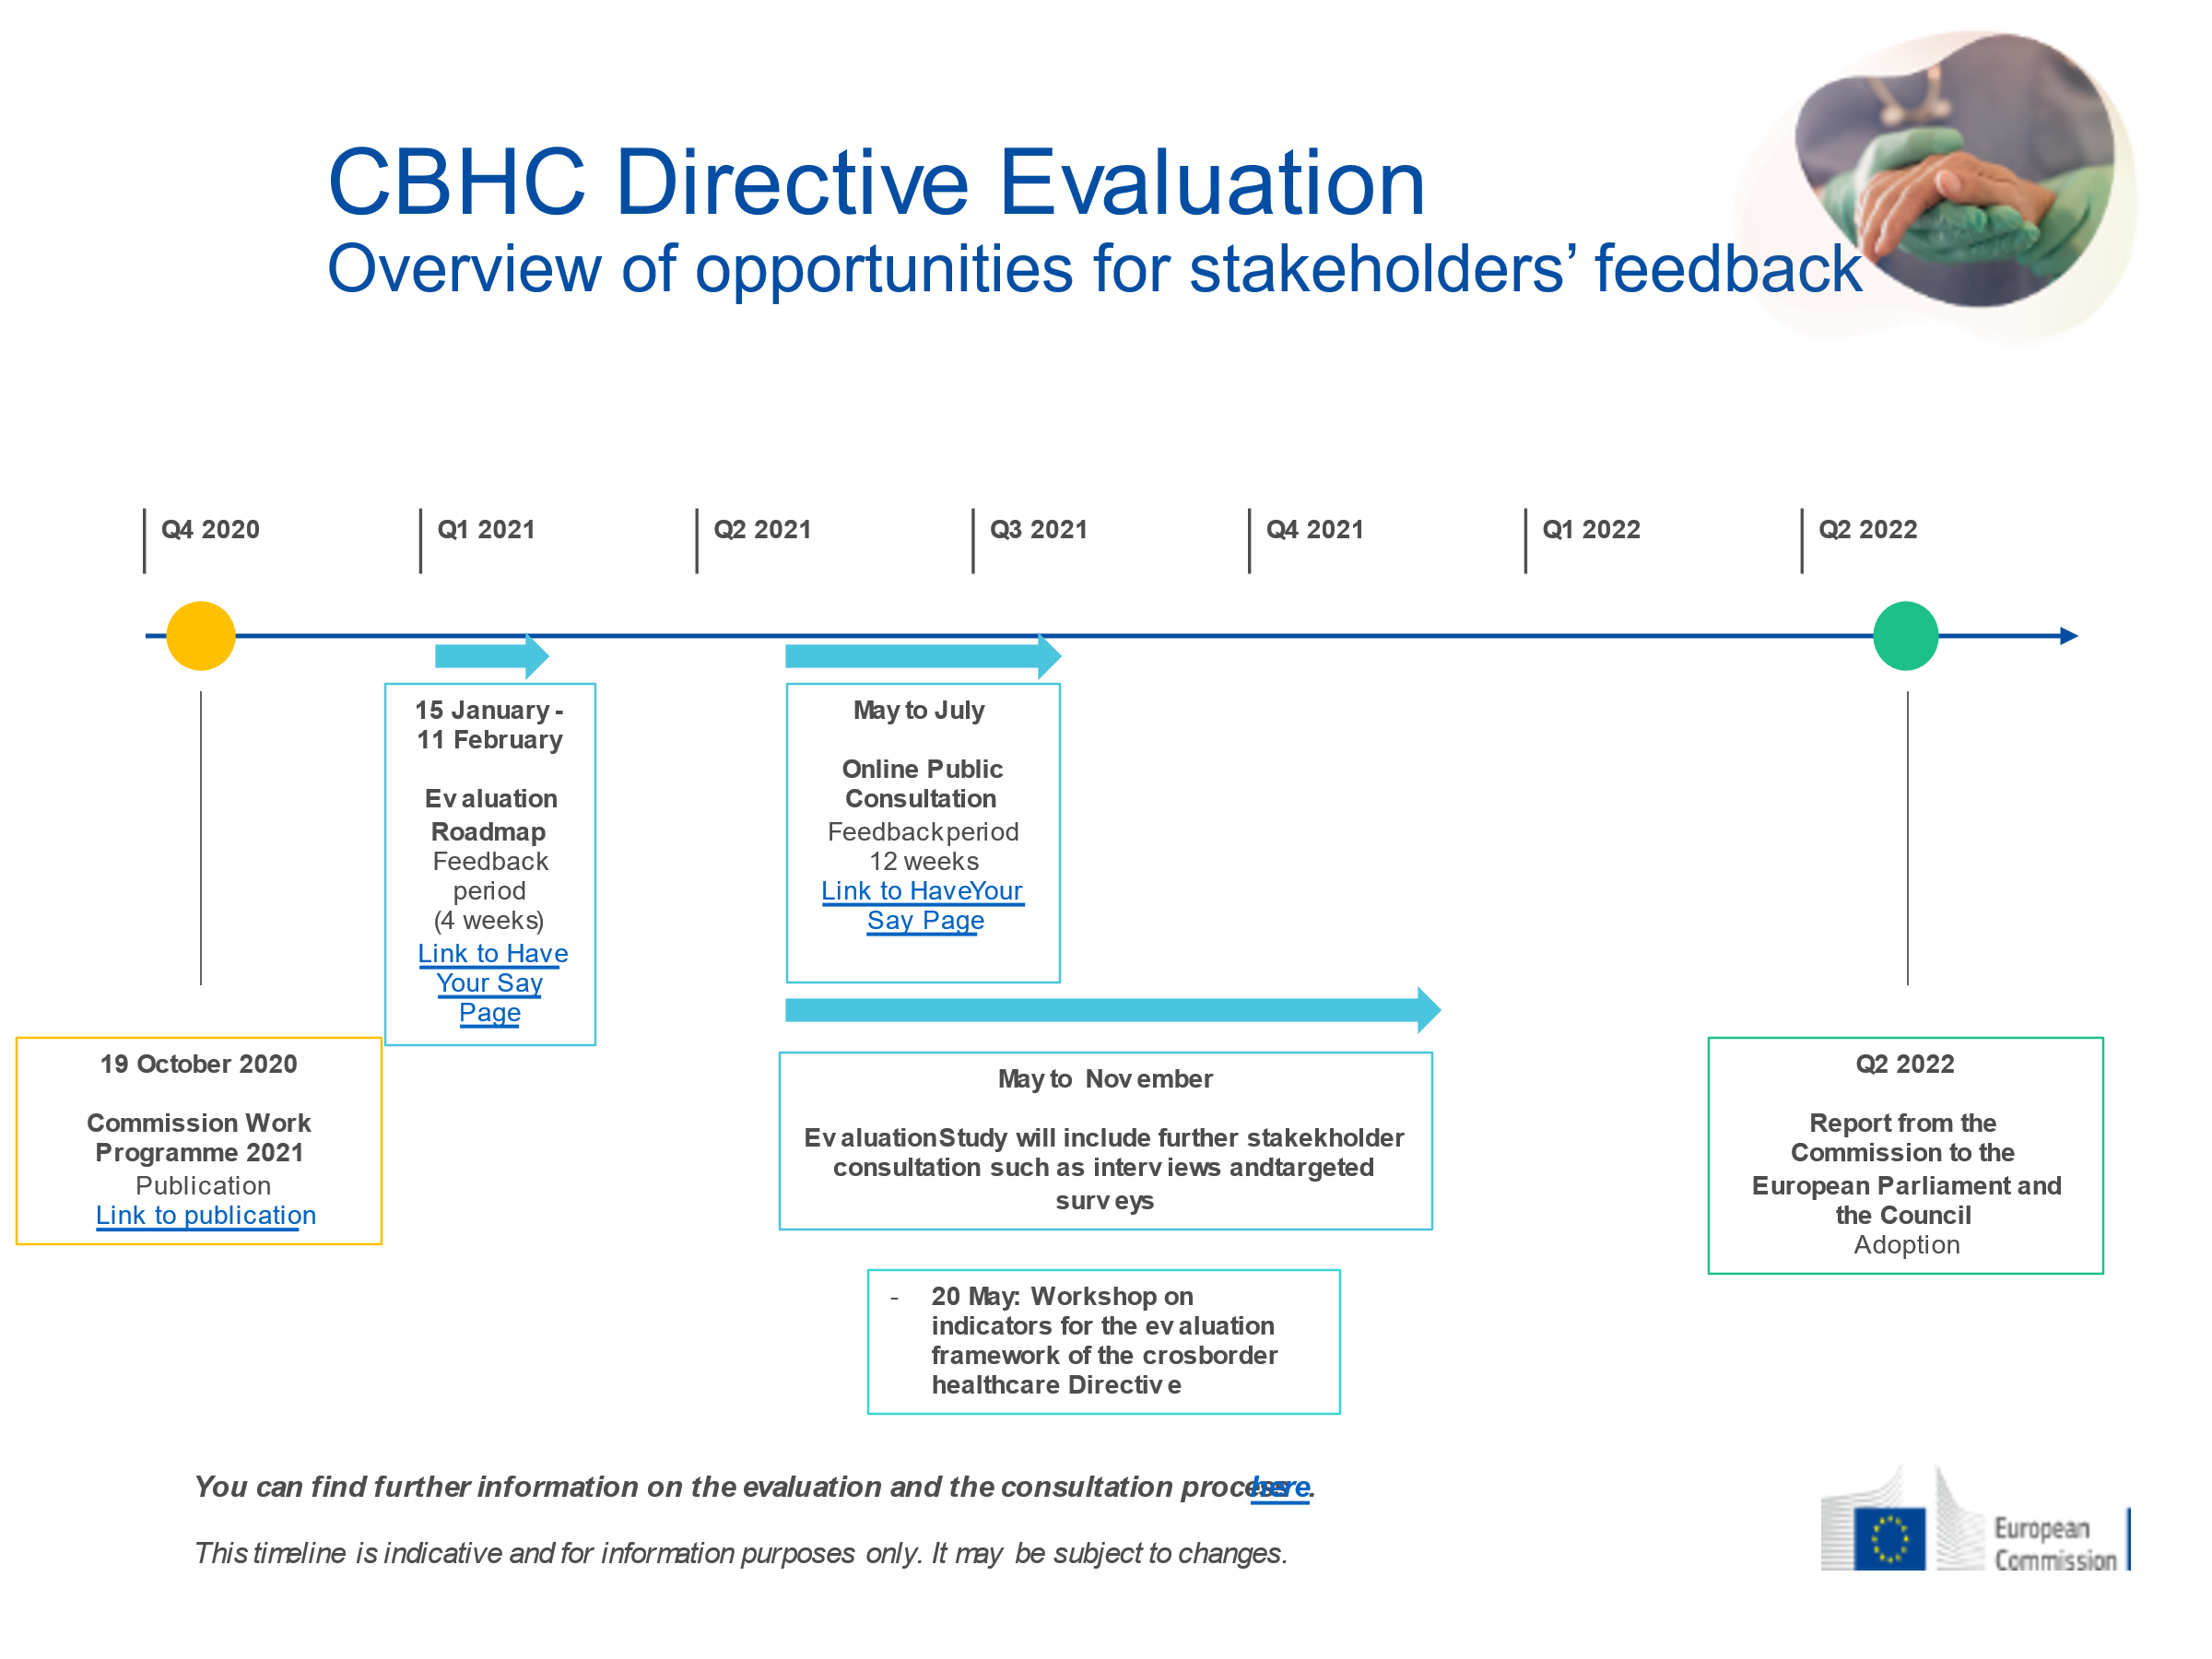 CBHC Directive Evaluation
Overview of opportunities for stakeholders’ feedback
Q4 2020
Q1 2021
Q2 2021
Q3 2021
Q4 2021
Q1 2022
Q2 2022
15 January -
11 February
Evaluation
Roadmap
Feedback
period
(4 weeks)
Link to Have
Your Say
Page
May to July
Online Public
Consultation
Feedback period
12 weeks
Link to Have Your
Say Page
19 October 2020
Commission Work
Programme 2021
Publication
Link to publication
May to November
Evaluation Study will include further stakekholder
consultation such as interviews and targeted
surveys
- 20 May: Workshop on
indicators for the evaluation
framework of the crosborder
healthcare Directive
Q2 2022
Report from the
Commission to the
European Parliament and
the Council
Adoption
You can find further information on the evaluation and the consultation process here.
This timeline is indicative and for information purposes only. It may be subject to changes.
European
Commission